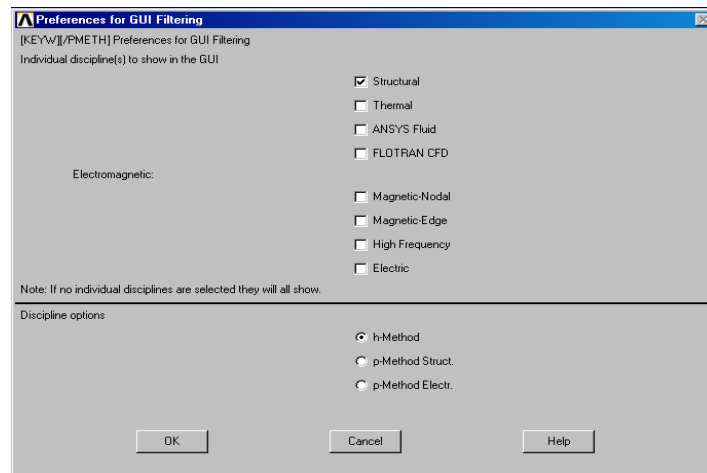 Preferences for GUI Filtering
[KEYW][/PMETH] Preferences for GUI Filtering
Individual discipline(s) to show in the GUI
Structural
Thermal
ANSYS Fluid
FLOTRAN CFD
Electromagnetic:
Magnetic-Nodal
Magnetic-Edge
High Frequency
Electric
Note: If no individual disciplines are selected they will all show.
Discipline options
h-Method
p-Method Struct.
p-Method Electr.
OK Cancel Help